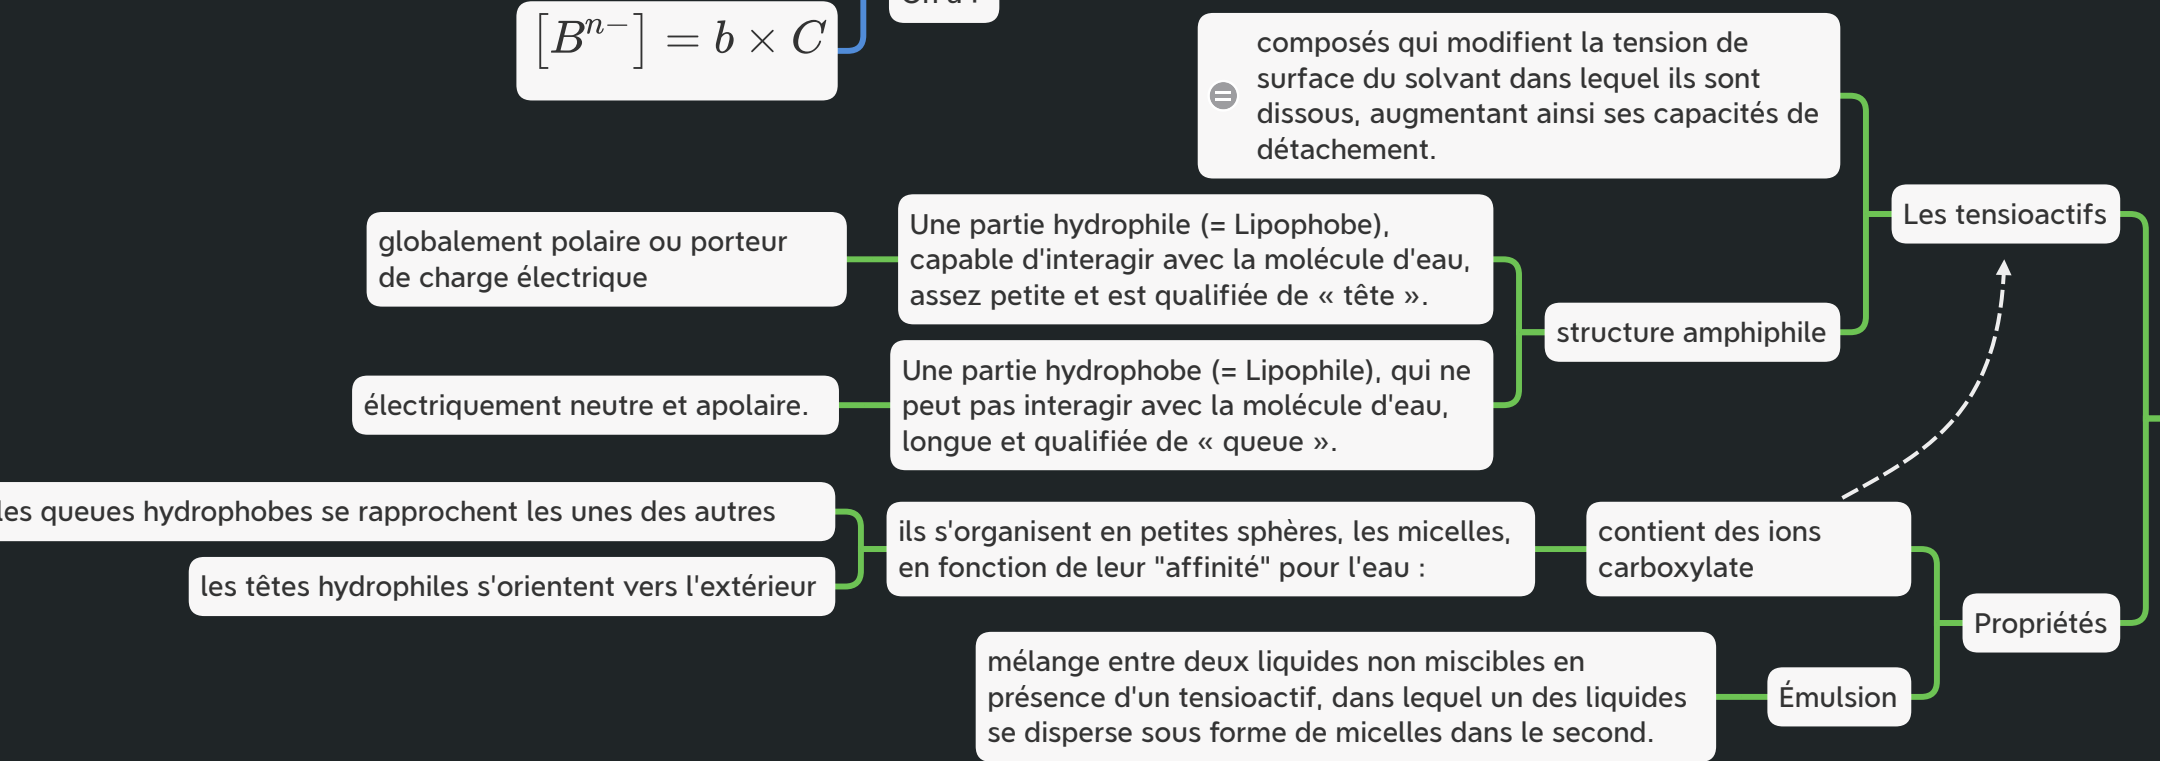 [B^{n-}] = b × C
composés qui modifient la tension de
surface du solvant dans lequel ils sont
dissous, augmentant ainsi ses capacités de
détachement.
Les tensioactifs
globalement polaire ou porteur
de charge électrique
Une partie hydrophile (= Lipophobe),
capable d'interagir avec la molécule d'eau,
assez petite et est qualifiée de « tête ».
structure amphiphile
électriquement neutre et apolaire.
Une partie hydrophobe (= Lipophile), qui ne
peut pas interagir avec la molécule d'eau,
longue et qualifiée de « queue ».
les queues hydrophobes se rapprochent les unes des autres
les têtes hydrophiles s'orientent vers l'extérieur
ils s'organisent en petites sphères, les micelles,
en fonction de leur "affinité" pour l'eau :
contient des ions
carboxylate
Propriétés
mélange entre deux liquides non miscibles en
présence d'un tensioactif, dans lequel un des liquides
se disperse sous forme de micelles dans le second.
Émulsion